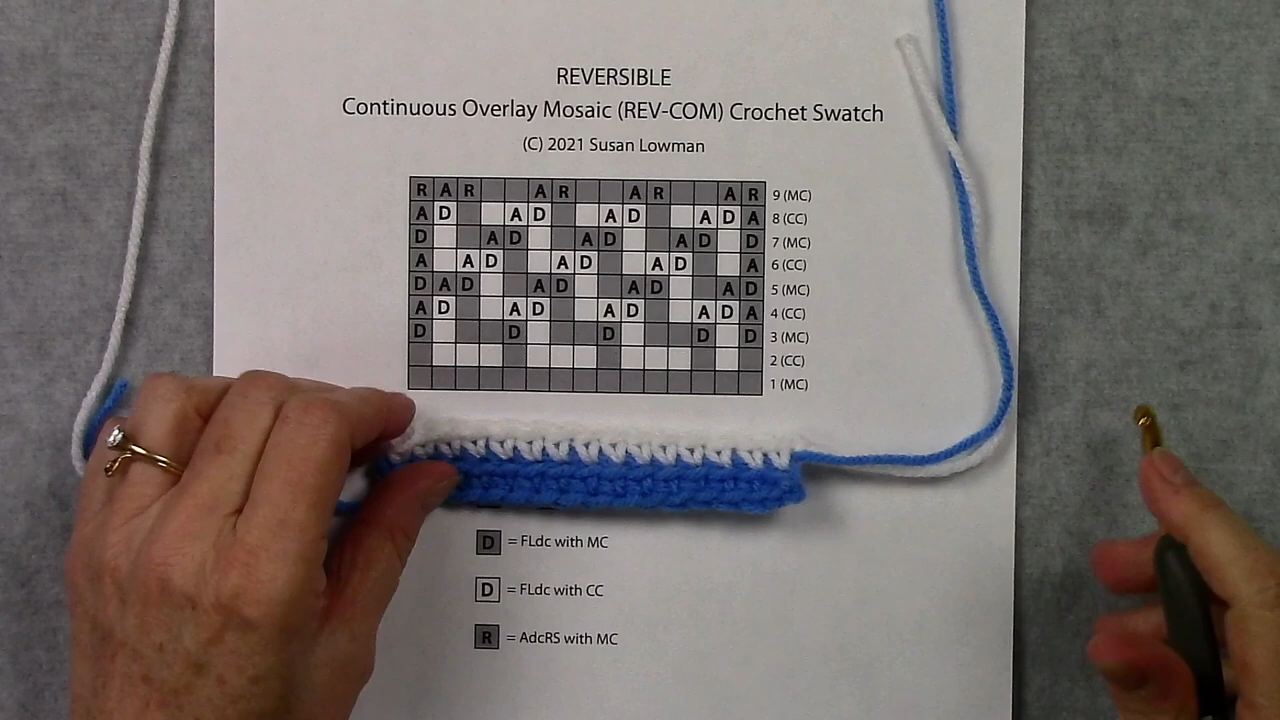 REVERSIBLE
Continuous Overlay Mosaic (REV-COM) Crochet Swatch
(C) 2021 Susan Lowman
R A R A R A R A R 9 (MC)
A D A D A D A D A 8 (CC)
D A D A D A D D 7 (MC)
A A D A D A D A 6 (CC)
D A D A D A D A D 5 (MC)
A D A D A D A D A 4 (CC)
D D D D D 3 (MC)
2 (CC)
1 (MC)
D = FLdc with MC
D = FLdc with CC
R = AdcRS with MC